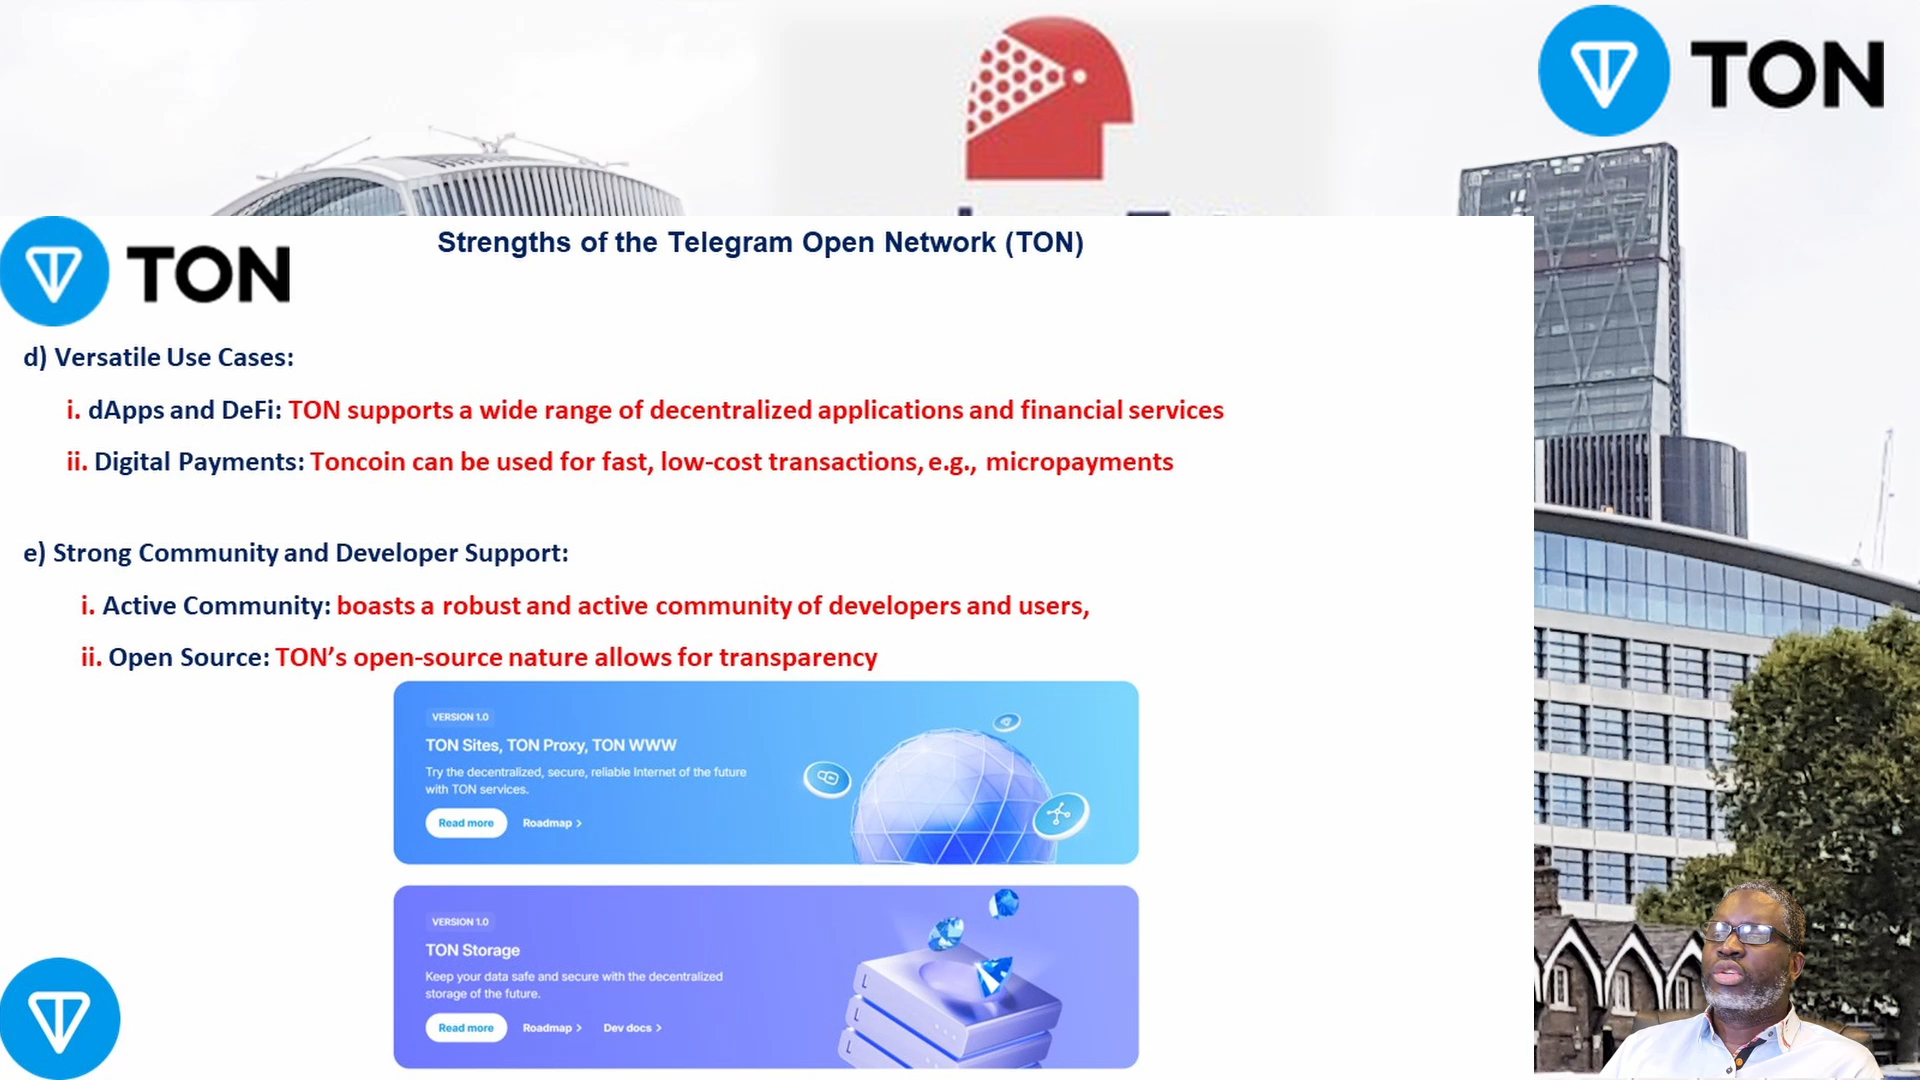 TON
TON
Strengths of the Telegram Open Network (TON)
d) Versatile Use Cases:
i. dApps and DeFi: TON supports a wide range of decentralized applications and financial services
ii. Digital Payments: Toncoin can be used for fast, low-cost transactions, e.g., micropayments
e) Strong Community and Developer Support:
i. Active Community: boasts a robust and active community of developers and users,
ii. Open Source: TON’s open-source nature allows for transparency
VERSION 1.0
TON Sites, TON Proxy, TON WWW
Try the decentralized, secure, reliable Internet of the future
with TON services.
Read more Roadmap >
VERSION 1.0
TON Storage
Keep your data safe and secure with the decentralized
storage of the future.
Read more Roadmap > Dev docs >